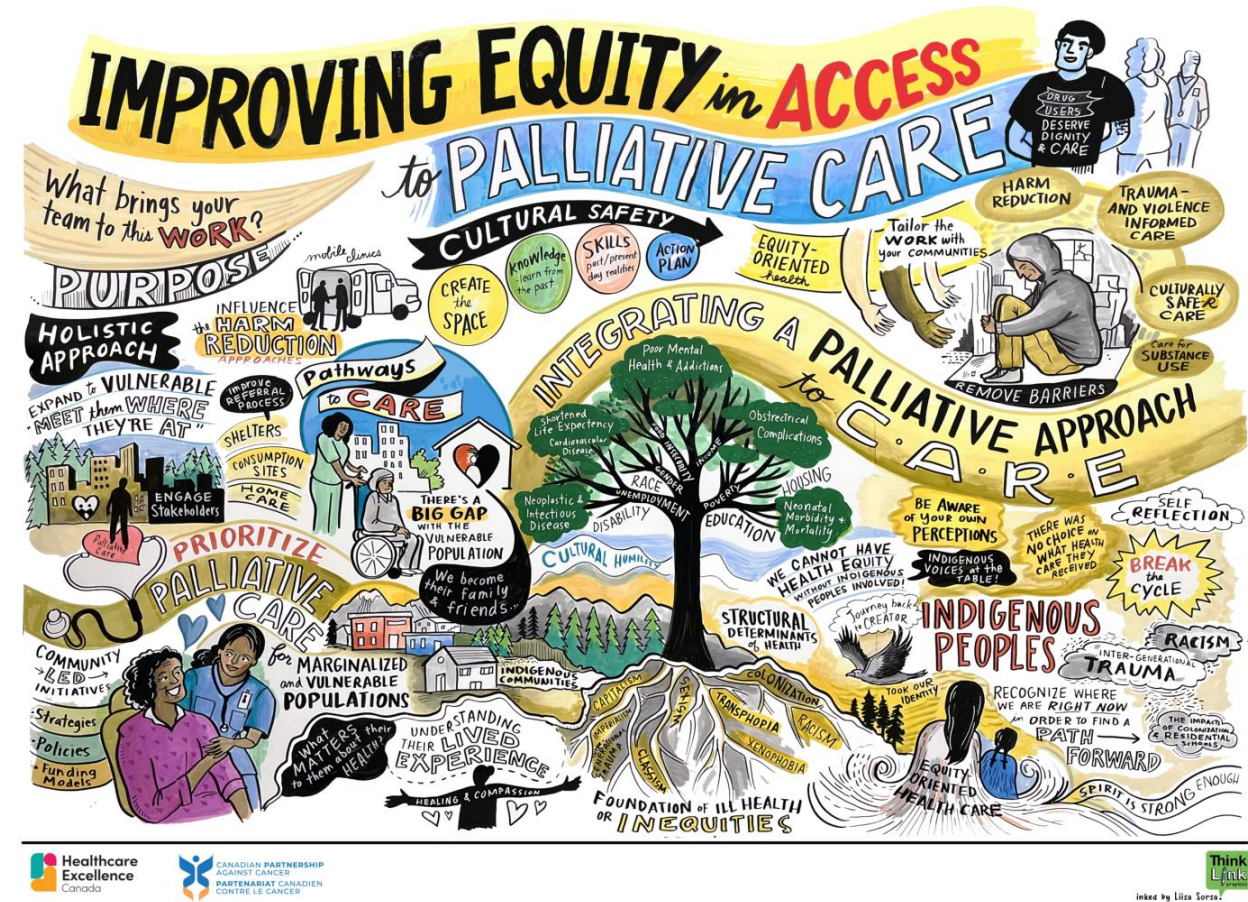 IMPROVING EQUITY in ACCESS
to PALLIATIVE CARE
DRUG
USERS
DESERVE
DIGNITY
& CARE
What brings your
team to this WORK?
PURPOSE
HOLISTIC
APPROACH
mobile clinics
INFLUENCE
the HARM
REDUCTION
APPROACHES
EXPAND to VULNERABLE
"MEET them WHERE
THEY'RE AT"
Improve
REFERRAL
PROCESS
SHELTERS
CONSUMPTION
SITES
HOME
CARE
ENGAGE
Stakeholders
Palliative
Care
Pathways
to CARE
THERE'S A
BIG GAP
WITH THE
VULNERABLE
POPULATION
We become
their family
& friends...
CULTURAL SAFETY
CREATE
the
SPACE
Knowledge
learn from
the past
SKILLS
past/present
day realities
ACTION
PLAN
EQUITY-
ORIENTED
health
Tailor the
WORK with
your COMMUNITIES
HARM
REDUCTION
TRAUMA-
AND VIOLENCE
INFORMED
CARE
CULTURALLY
SAFER
CARE
Care for
SUBSTANCE
USE
REMOVE BARRIERS
INTEGRATING A PALLIATIVE APPROACH
to C.A.R.E
Poor Mental
Health & Addictions
Shortened
Life Expectency
Cardiovascular
Disease
Obstrectrical
Complications
Neoplastic &
Infectious
Disease
Neonatal
Morbidity +
Mortality
FOOD INSECURITY
INCOME
GENDER
RACE
UNEMPLOYMENT
POVERTY
HOUSING
DISABILITY
EDUCATION
CULTURAL HUMILITY
WE CANNOT HAVE
HEALTH EQUITY
WITHOUT INDIGENOUS
PEOPLES INVOLVED!
STRUCTURAL
DETERMINANTS
of HEALTH
PRIORITIZE
PALLIATIVE
CARE
for MARGINALIZED
and VULNERABLE
POPULATIONS
COMMUNITY
→LED
INITIATIVES
-Strategies
-Policies
-Funding
Models
What
MATTERS
to them about their
HEALTH?
INDIGENOUS
COMMUNITIES
UNDERSTANDING
THEIR LIVED
EXPERIENCE
HEALING & COMPASSION
CAPITALISM
IMPERIALISM
CLASSISM
SEXISM
COLONIZATION
TRANSPHOBIA
RACISM
XENOPHOBIA
FOUNDATION of ILL HEALTH
OR INEQUITIES
BE AWARE
OF YOUR OWN
PERCEPTIONS
INDIGENOUS
VOICES at the
TABLE!
THERE WAS
NO CHOICE on
WHAT HEALTH
CARE THEY
RECEIVED
SELF
REFLECTION
BREAK
the
CYCLE
Journey back
to CREATOR
INDIGENOUS
PEOPLES
RACISM
INTER-GENERATIONAL
TRAUMA
TOOK OUR
IDENTITY
RECOGNIZE WHERE
WE ARE RIGHT NOW
in ORDER TO FIND A
PATH
FORWARD
THE IMPACT
OF COLONIZATION
& RESIDENTIAL
SCHOOLS
EQUITY
ORIENTED
HEALTH CARE
SPIRIT IS STRONG ENOUGH
Healthcare
Excellence
Canada
CANADIAN PARTNERSHIP
AGAINST CANCER
PARTENARIAT CANADIEN
CONTRE LE CANCER
Think
Link
graphics
inked by Liisa Sorsa.